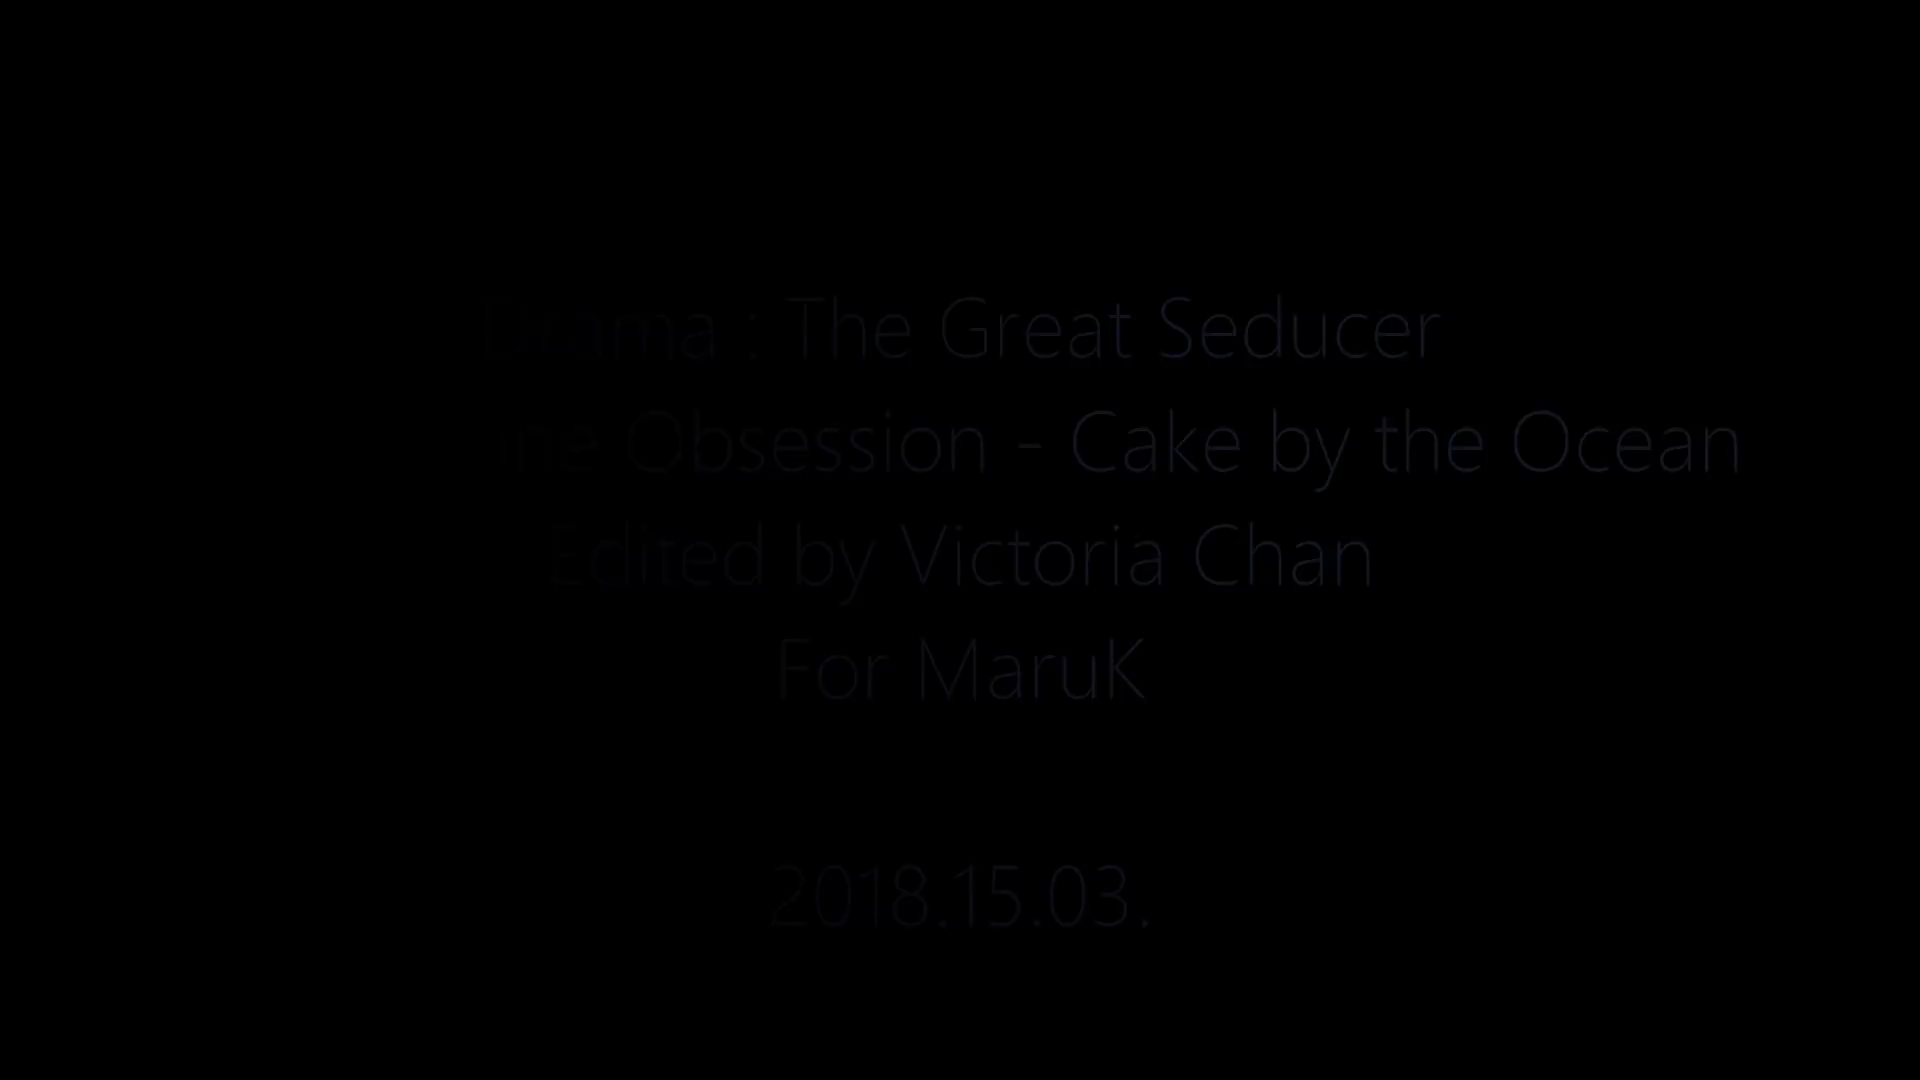 Drama : The Great Seducer
Obsession - Cake by the Ocean
Edited by Victoria Chan
For MaruK
2018.15.03.